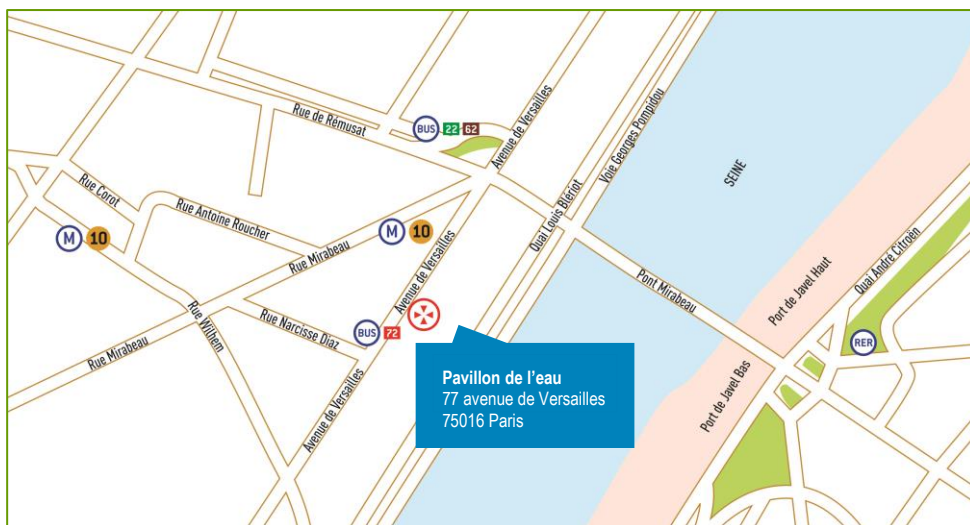 Rue de Rémusat
BUS 22 62
Avenue de Versailles
Voie Georges Pompidou
SEINE
Quai Louis Blériot
Rue Corot
Rue Antoine Roucher
M 10
Rue Mirabeau
M 10
Avenue de Versailles
Quai Andre Citroën
Port de Javel Haut
Pont Mirabeau
Rue Wilhem
Rue Narcisse Diaz
BUS 72
RER
Rue Mirabeau
Avenue de Versailles
Port de Javel Bas
Pavillon de l'eau
77 avenue de Versailles
75016 Paris